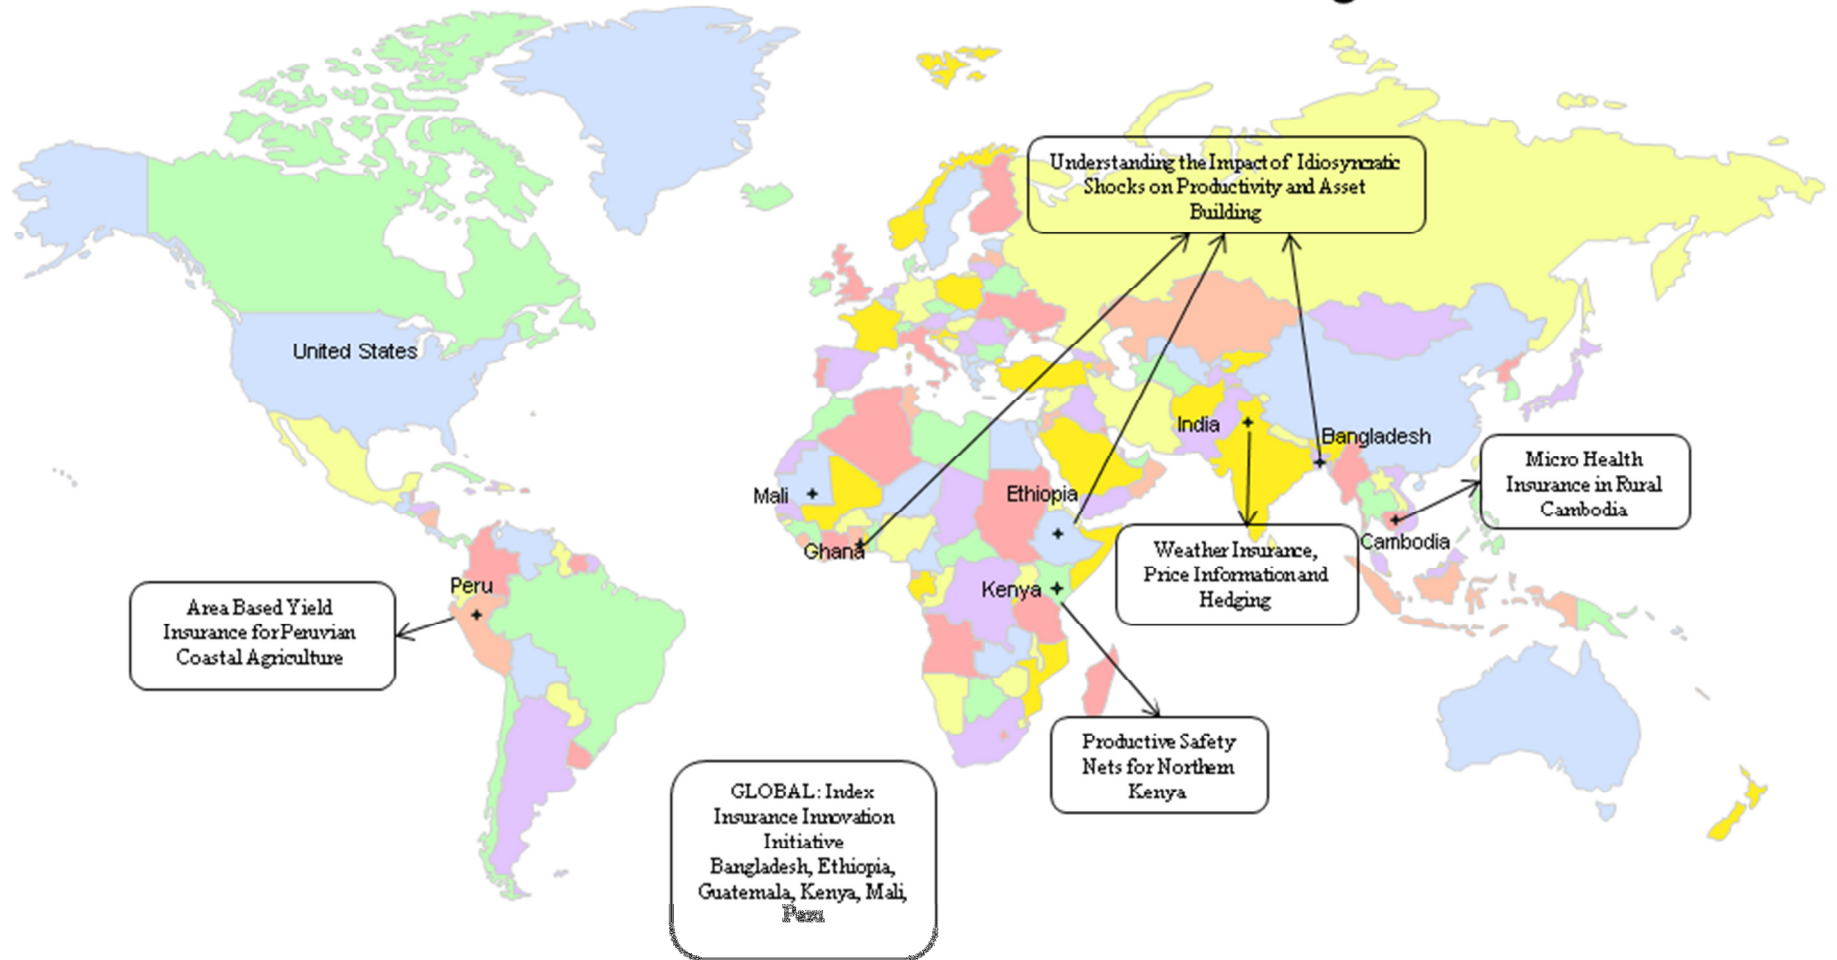 Understanding the Impact of Idiosyncratic
Shocks on Productivity and Asset
Building
United States
India
Bangladesh
Micro Health
Insurance in Rural
Cambodia
Mali
Ethiopia
Ghana
Cambodia
Weather Insurance,
Price Information and
Hedging
Peru
Kenya
Area Based Yield
Insurance for Peruvian
Coastal Agriculture
Productive Safety
Nets for Northern
Kenya
GLOBAL: Index
Insurance Innovation
Initiative
Bangladesh, Ethiopia,
Guatemala, Kenya, Mali,
Peru